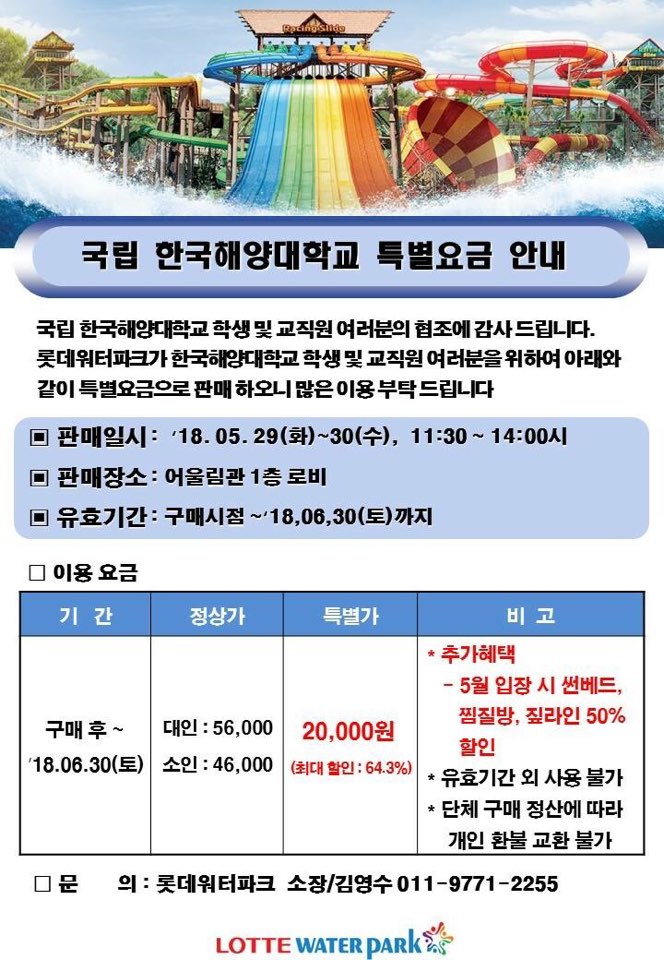 Racing Slide
국립 한국해양대학교 특별요금 안내
국립 한국해양대학교 학생 및 교직원 여러분의 협조에 감사 드립니다.
롯데워터파크가 한국해양대학교 학생 및 교직원 여러분을 위하여 아래와
같이 특별요금으로 판매 하오니 많은 이용 부탁 드립니다
▣ 판매일시 : ‘18. 05. 29(화)~30(수), 11:30 ~ 14:00시
▣ 판매장소 : 어울림관 1층 로비
▣ 유효기간 : 구매시점 ~‘18,06,30(토)까지
□ 이용 요금
기 간 정상가 특별가 비 고
구매 후 ~
‘18.06.30(토)
대인 : 56,000
소인 : 46,000
20,000원
(최대 할인 : 64.3%)
* 추가혜택
- 5월 입장 시 썬베드,
찜질방, 짚라인 50%
할인
* 유효기간 외 사용 불가
* 단체 구매 정산에 따라
개인 환불 교환 불가
□ 문 의 : 롯데워터파크 소장/김영수 011-9771-2255
LOTTE WATER PARK